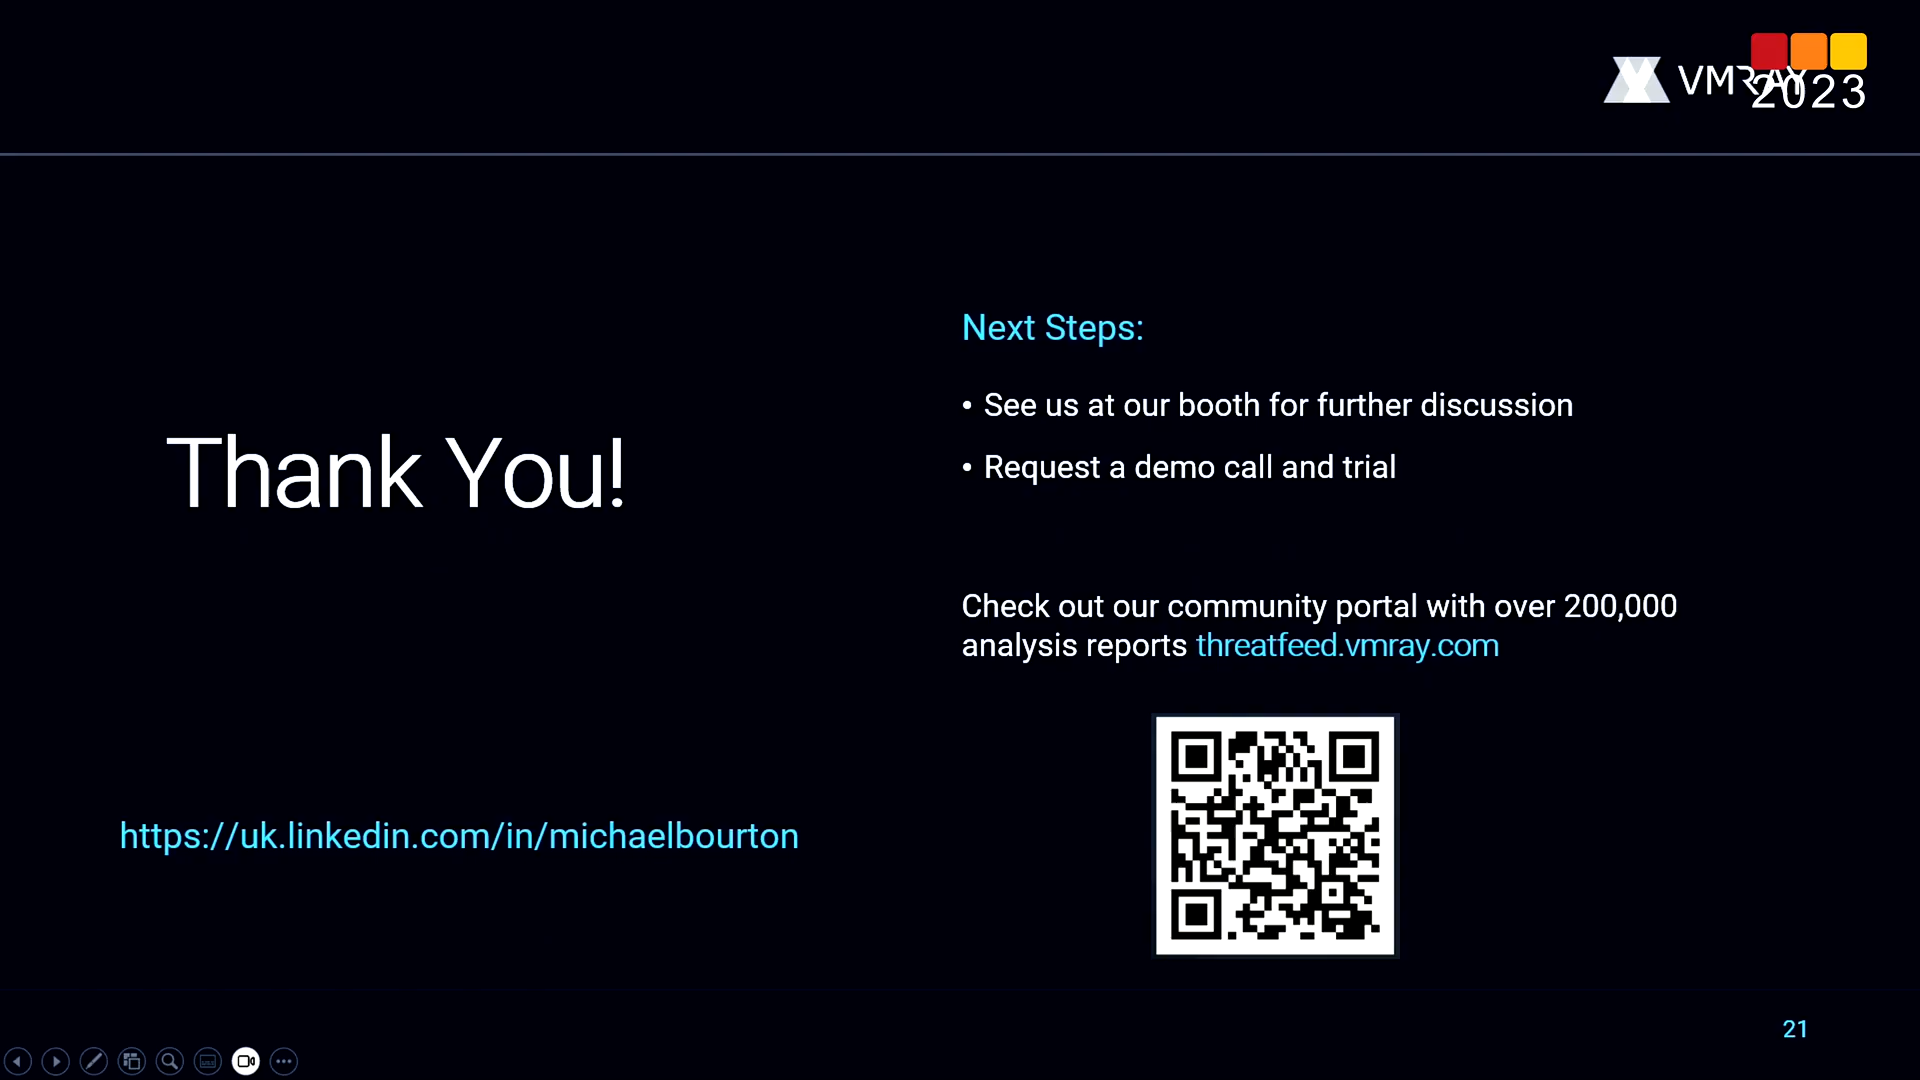 VMRAY
2023
Thank You!
https://uk.linkedin.com/in/michaelbourton
Next Steps:
• See us at our booth for further discussion
• Request a demo call and trial
Check out our community portal with over 200,000
analysis reports threatfeed.vmray.com
21